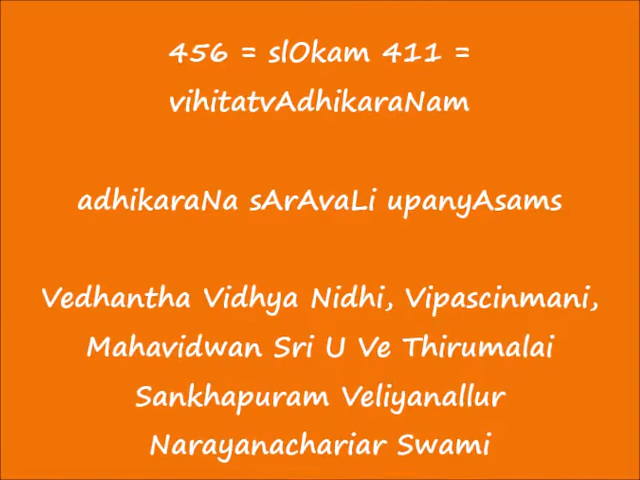 456 = slOkam 411 =
vihitatvAdhikaraNam
adhikaraNa sArAvaLi upanyAsams
Vedhantha Vidhya Nidhi, Vipascinmani,
Mahavidwan Sri U Ve Thirumalai
Sankhapuram Veliyanallur
Narayanachariar Swami